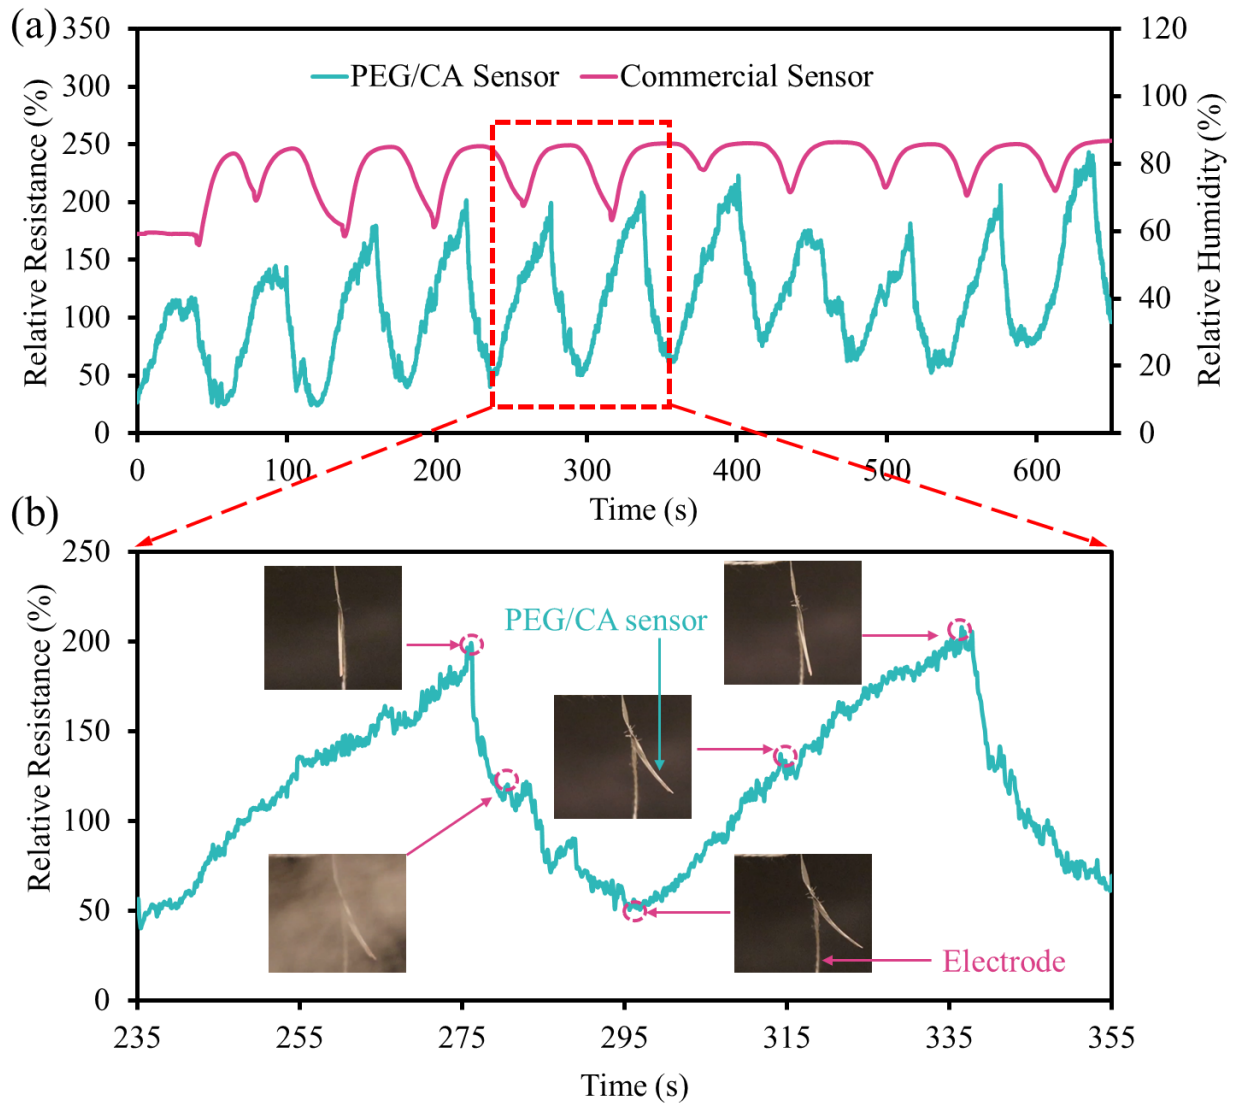 (a)
350
300
250
200
150
100
50
0
Relative Resistance (%)
PEG/CA Sensor
Commercial Sensor
120
100
80
60
40
20
0
Relative Humidity (%)
0 100 200 300 400 500 600
Time (s)
(b)
250
200
150
100
50
0
Relative Resistance (%)
PEG/CA sensor
Electrode
235 255 275 295 315 335 355
Time (s)